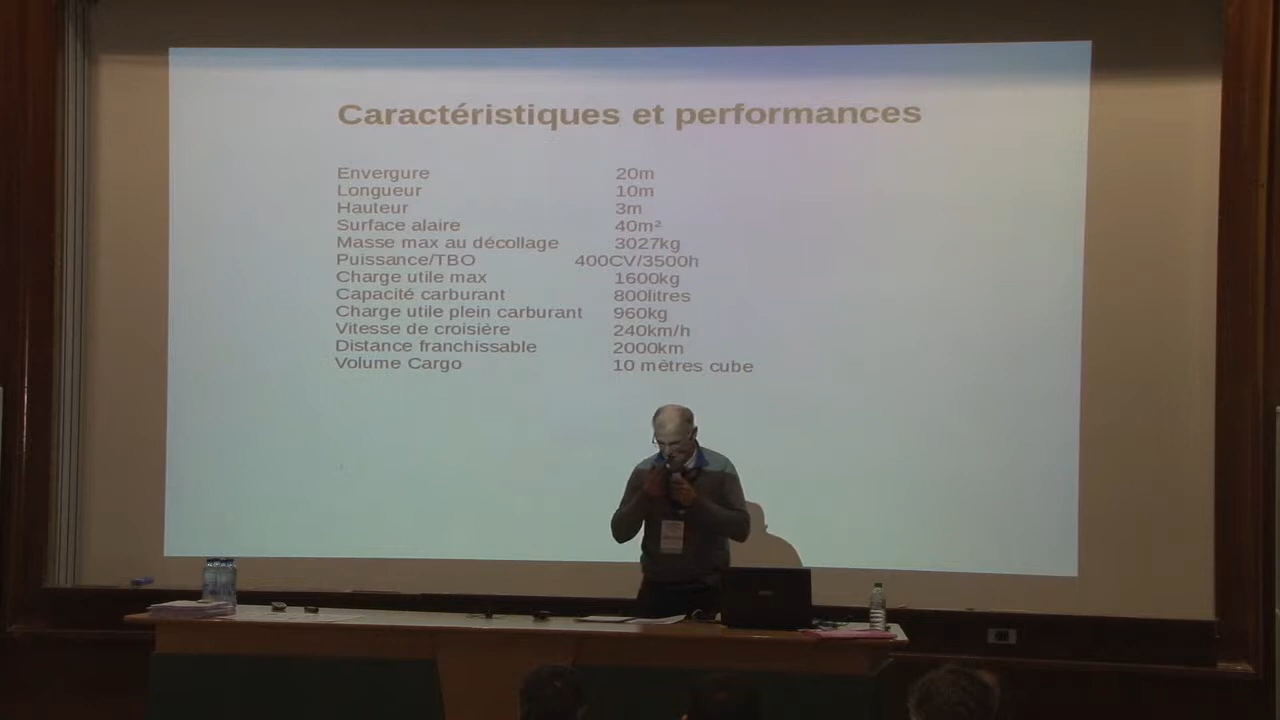 Caractéristiques et performances
Envergure 20m
Longueur 10m
Hauteur 3m
Surface alaire 40m²
Masse max au décollage 3027kg
Puissance/TBO 400CV/3500h
Charge utile max 1600kg
Capacité carburant 800litres
Charge utile plein carburant 960kg
Vitesse de croisière 240km/h
Distance franchissable 2000km
Volume Cargo 10 mètres cube